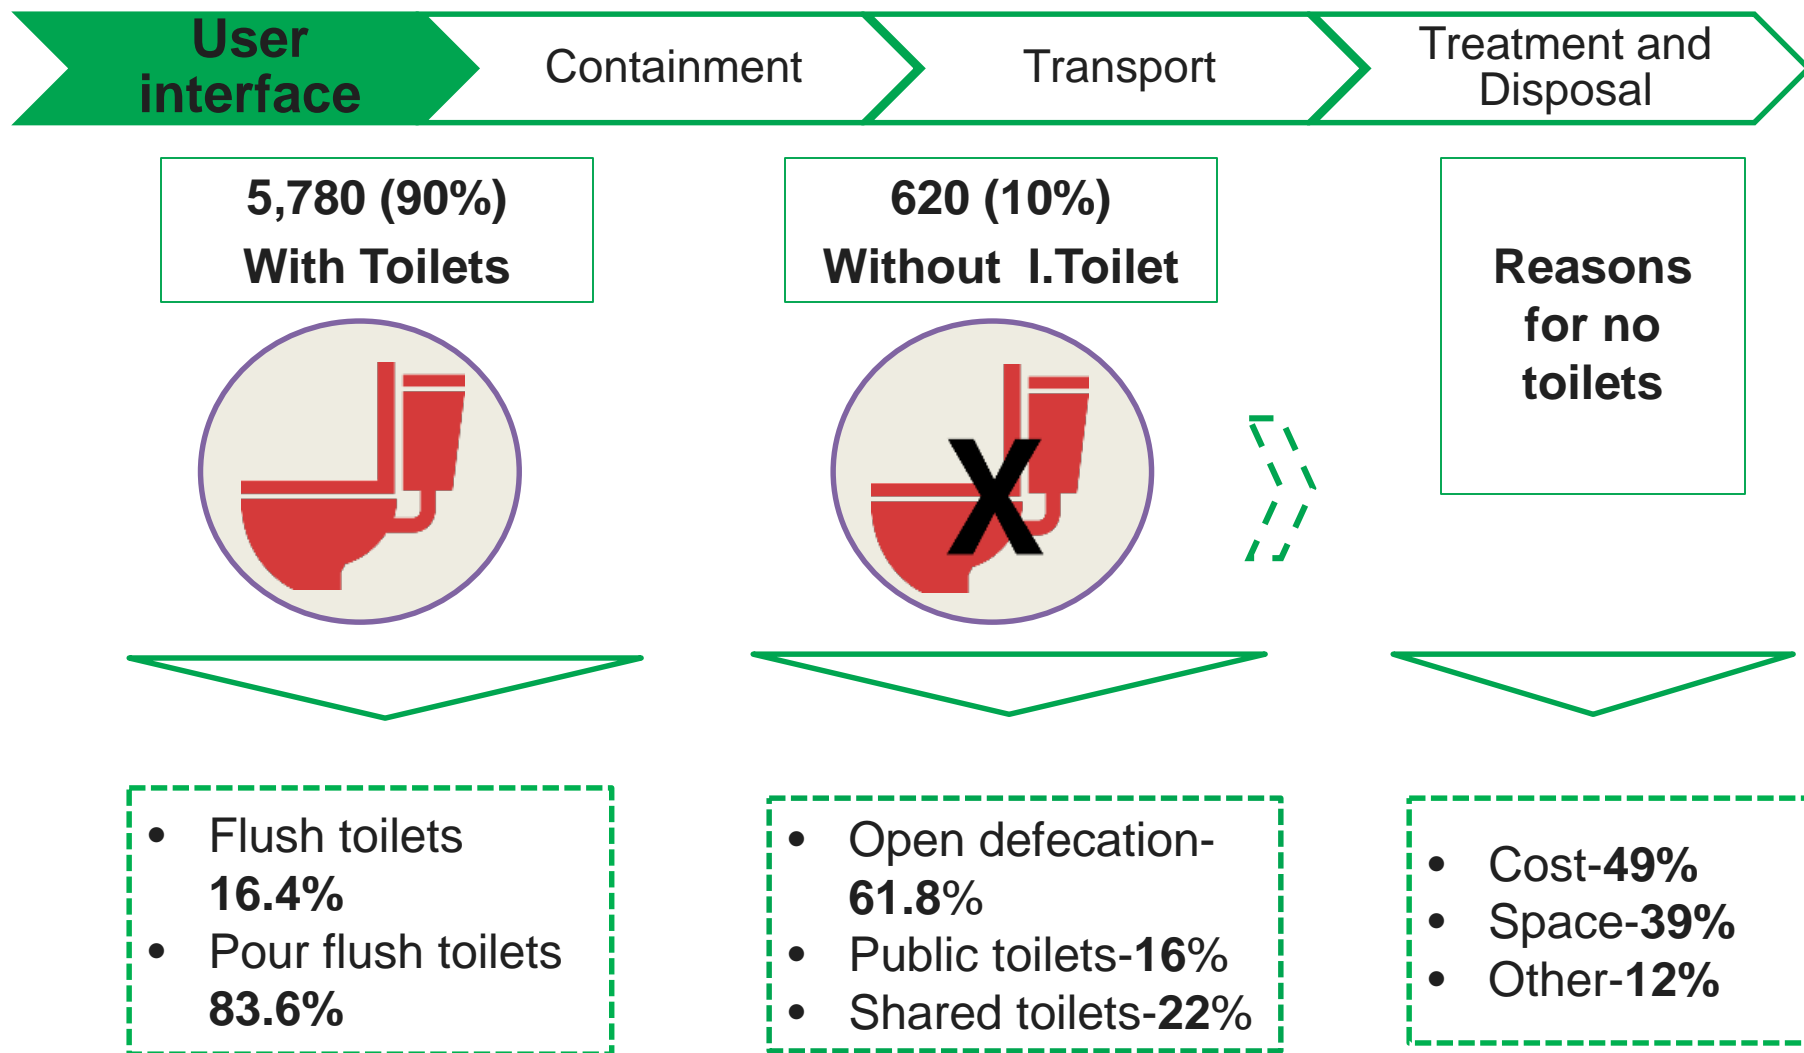 User
interface
Containment
Transport
Treatment and
Disposal
5,780 (90%)
With Toilets
620 (10%)
Without I.Toilet
Reasons
for no
toilets
X
• Flush toilets
16.4%
• Pour flush toilets
83.6%
• Open defecation-
61.8%
• Public toilets-16%
• Shared toilets-22%
• Cost-49%
• Space-39%
• Other-12%